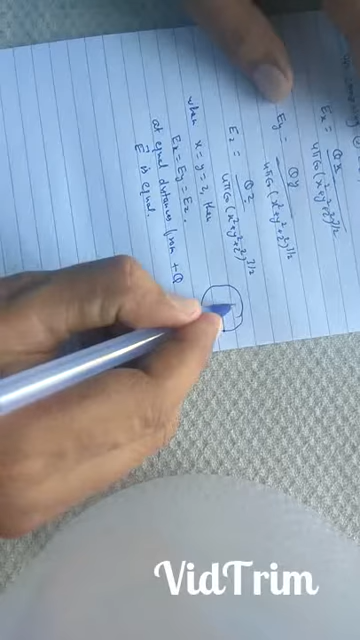 Ex = Qx / 4πε₀(x²+y²+z²)^3/2
Ey = Qy / 4πε₀(x²+y²+z²)^3/2
Ez = Qz / 4πε₀(x²+y²+z²)^3/2
when x = y = z, then
Ex = Ey = Ez.
at equal distances from +Q
E⃗ is equal.
VidTrim